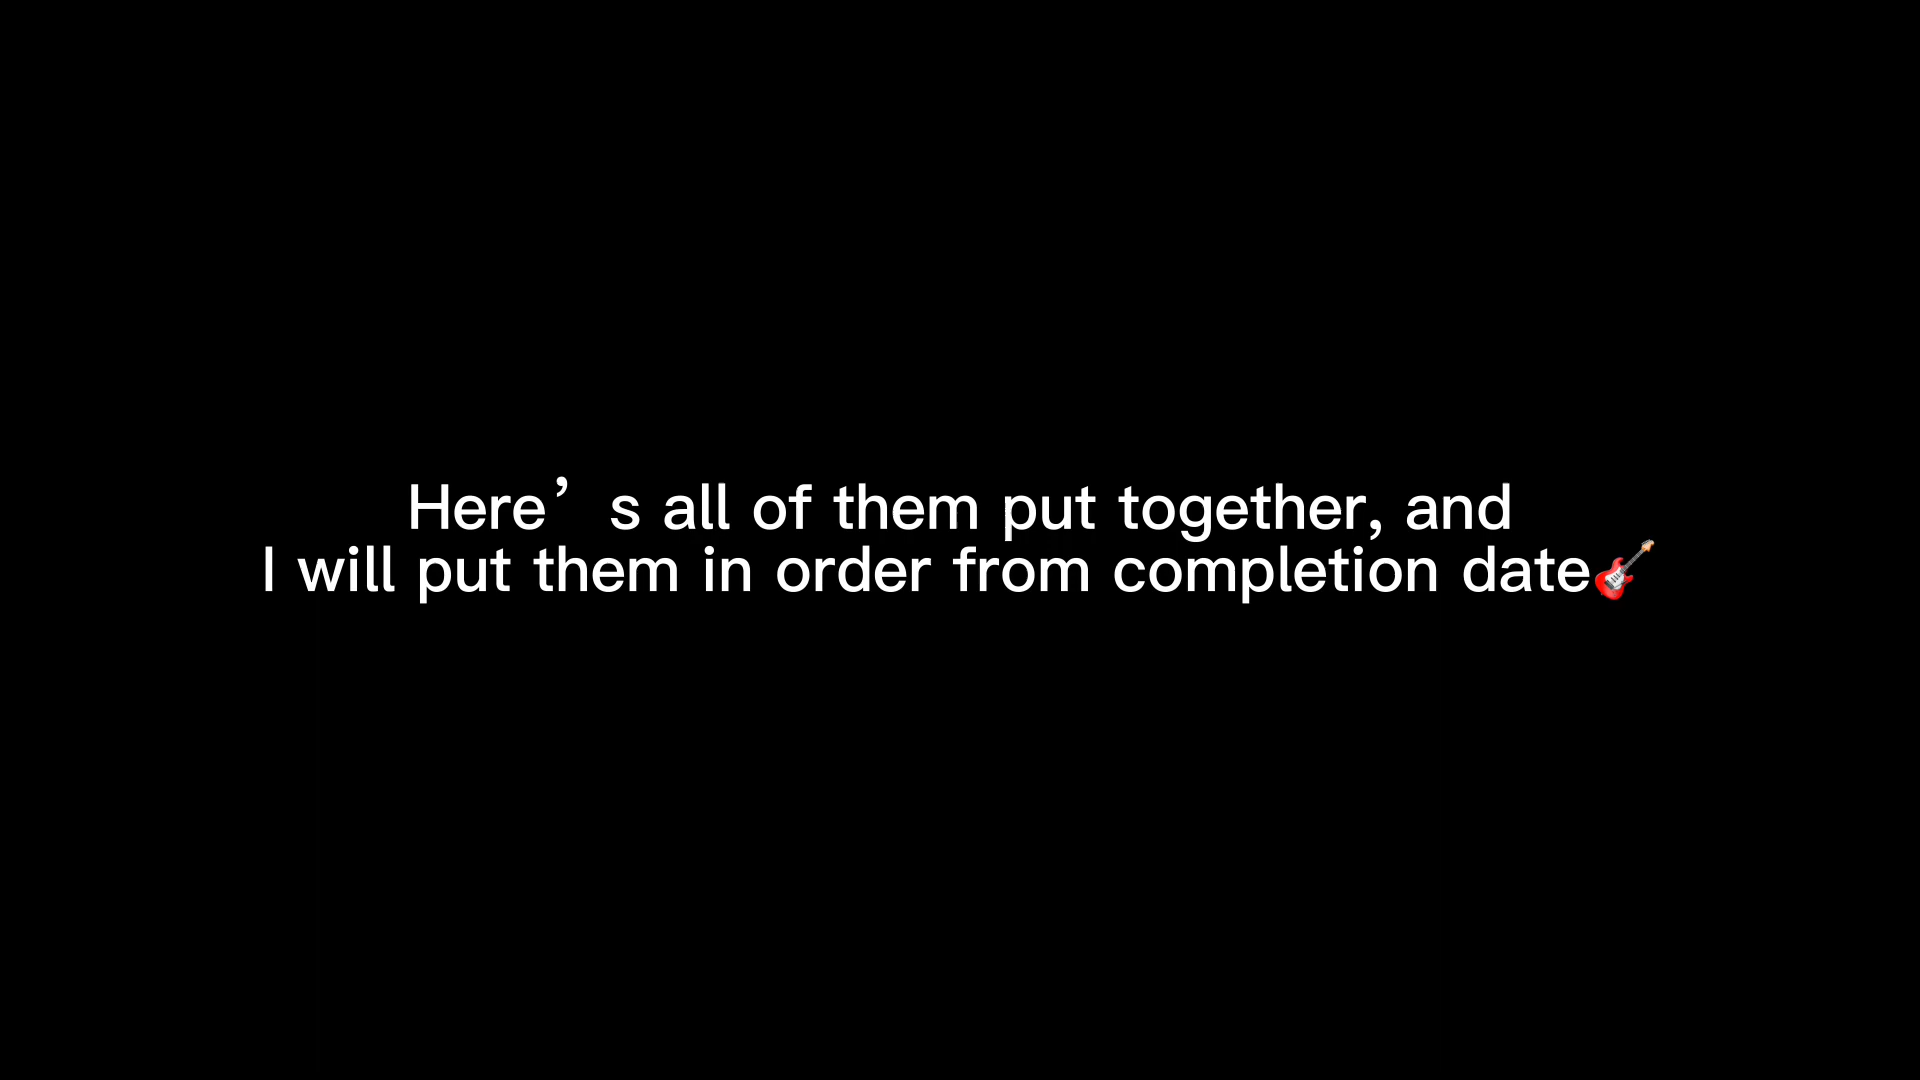 Here’s all of them put together, and
I will put them in order from completion date🎸